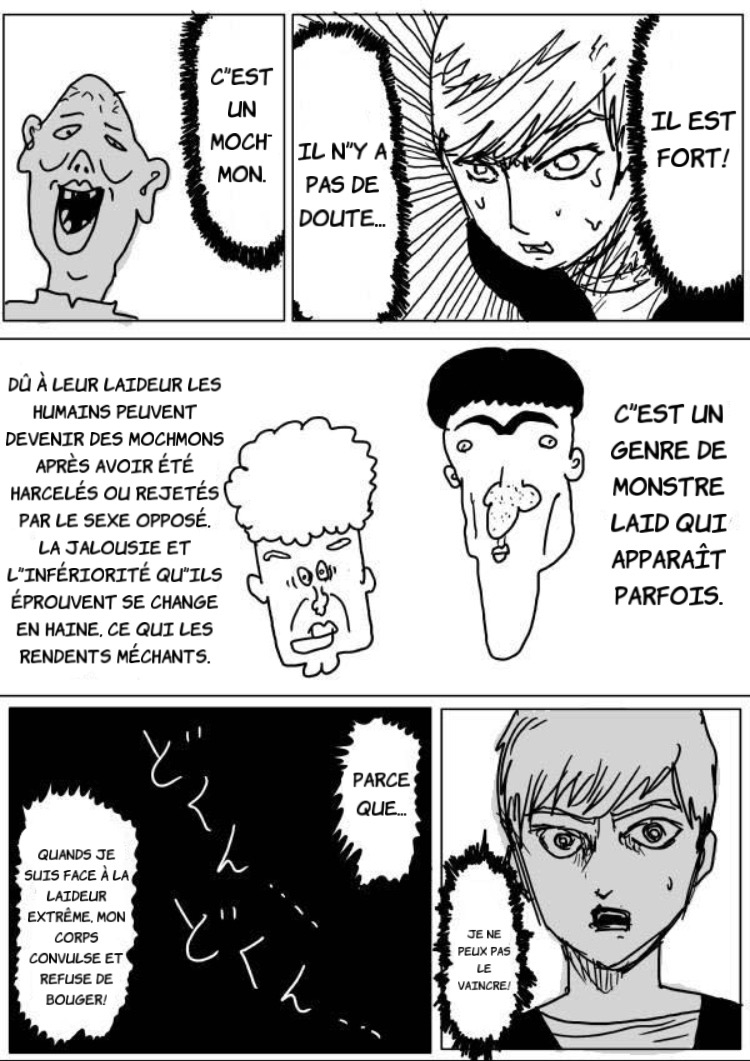 IL EST
FORT!
IL N"Y A
PAS DE
DOUTE...
C"EST
UN
MOCH-
MON.
C"EST UN
GENRE DE
MONSTRE
LAID QUI
APPARAÎT
PARFOIS.
DÛ À LEUR LAIDEUR LES
HUMAINS PEUVENT
DEVENIR DES MOCHMONS
APRÈS AVOIR ÉTÉ
HARCELÉS OU REJETÉS
PAR LE SEXE OPPOSÉ.
LA JALOUSIE ET
L"INFÉRIORITÉ QU"ILS
ÉPROUVENT SE CHANGE
EN HAINE, CE QUI LES
RENDENTS MÉCHANTS.
JE NE
PEUX PAS
LE
VAINCRE!
PARCE
QUE...
どくん...
どくん...
QUANDS JE
SUIS FACE À LA
LAIDEUR
EXTRÊME, MON
CORPS
CONVULSE ET
REFUSE DE
BOUGER!